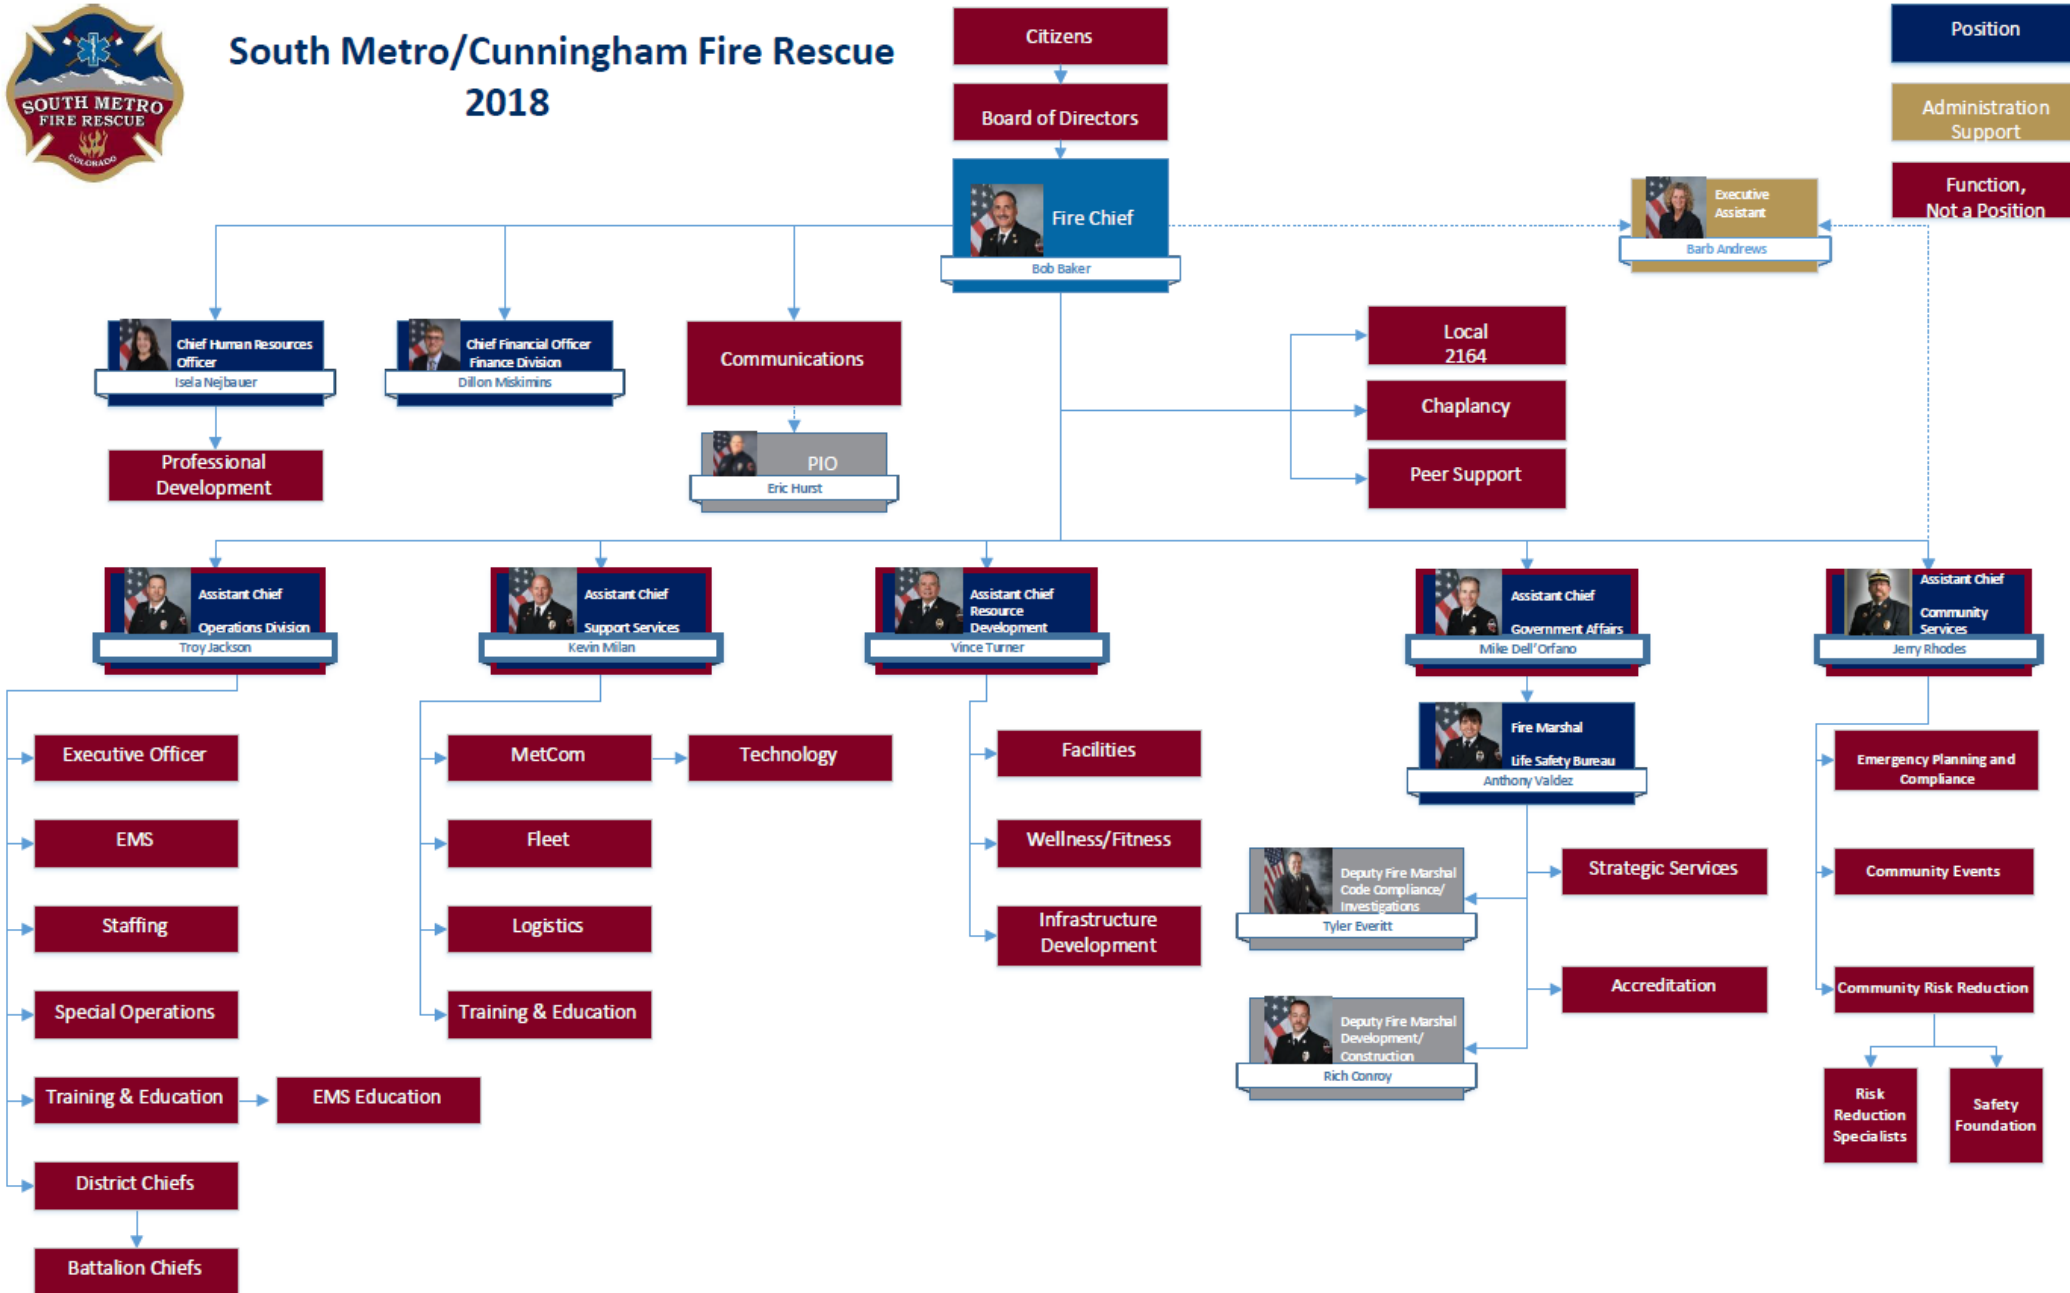 SOUTH METRO
FIRE RESCUE
COLORADO
South Metro/Cunningham Fire Rescue
2018
Citizens
Board of Directors
Fire Chief
Bob Baker
Executive
Assistant
Barb Andrews
Position
Administration
Support
Function,
Not a Position
Chief Human Resources
Officer
Isela Nejbauer
Chief Financial Officer
Finance Division
Dillon Miskimins
Communications
Local
2164
Chaplancy
Peer Support
Professional
Development
PIO
Eric Hurst
Assistant Chief
Operations Division
Troy Jackson
Assistant Chief
Support Services
Kevin Milan
Assistant Chief
Resource
Development
Vince Turner
Assistant Chief
Government Affairs
Mike Dell'Orfano
Assistant Chief
Community
Services
Jerry Rhodes
Executive Officer
EMS
Staffing
Special Operations
Training & Education
EMS Education
District Chiefs
Battalion Chiefs
MetCom
Technology
Fleet
Logistics
Training & Education
Facilities
Wellness/Fitness
Infrastructure
Development
Fire Marshal
Life Safety Bureau
Anthony Valdez
Deputy Fire Marshal
Code Compliance/
Investigations
Tyler Everitt
Strategic Services
Accreditation
Deputy Fire Marshal
Development/
Construction
Rich Conroy
Emergency Planning and
Compliance
Community Events
Community Risk Reduction
Risk
Reduction
Specialists
Safety
Foundation